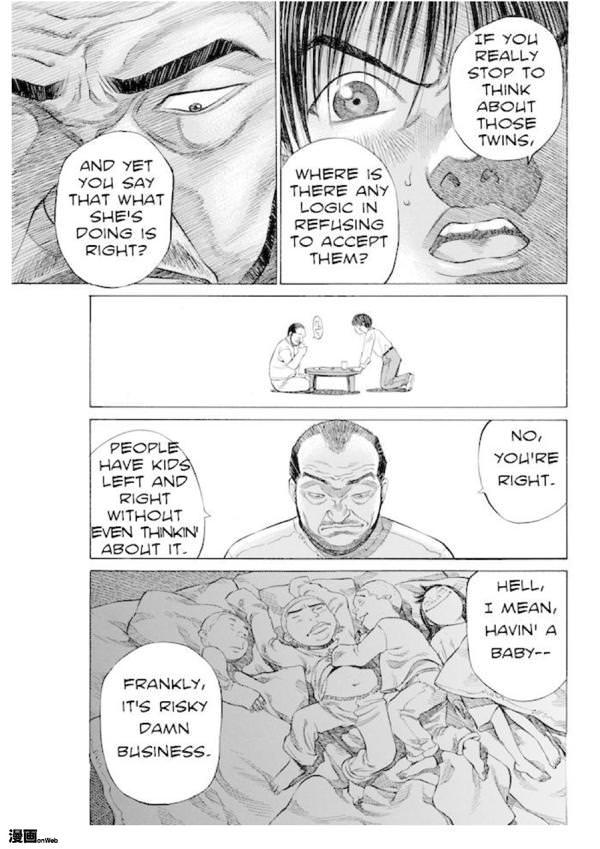 IF YOU
REALLY
STOP TO
THINK
ABOUT
THOSE
TWINS,
WHERE IS
THERE ANY
LOGIC IN
REFUSING
TO ACCEPT
THEM?
AND YET
YOU SAY
THAT WHAT
SHE'S
DOING IS
RIGHT?
NO,
YOU'RE
RIGHT.
PEOPLE
HAVE KIDS
LEFT AND
RIGHT
WITHOUT
EVEN THINKIN'
ABOUT IT.
HELL,
I MEAN,
HAVIN' A
BABY--
FRANKLY,
IT'S RISKY
DAMN
BUSINESS.
漫画onWeb